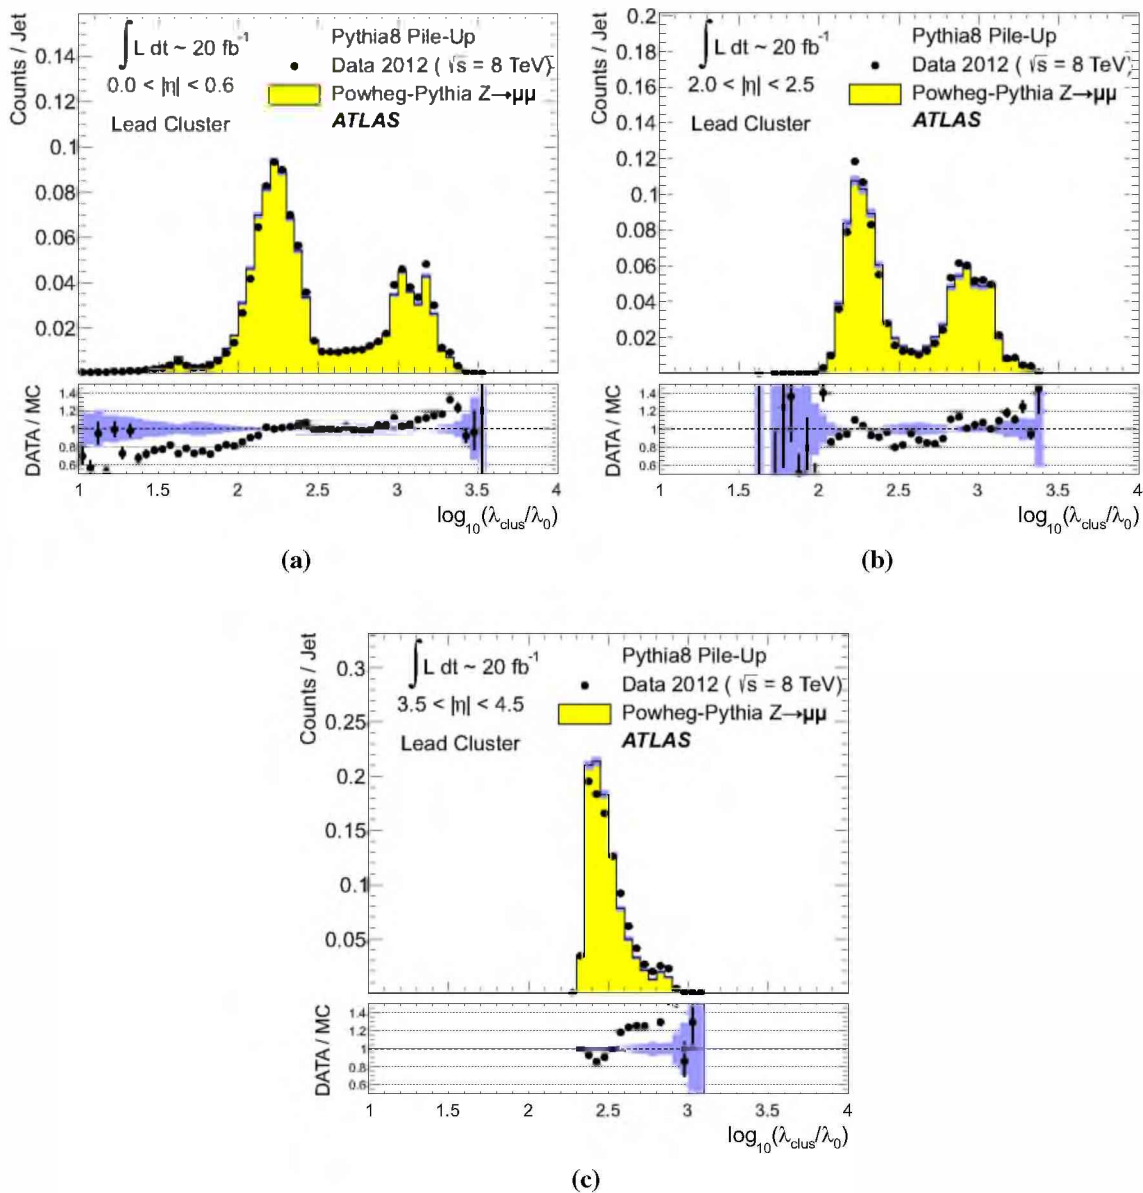 ∫ L dt ~ 20 fb⁻¹
0.0 < |η| < 0.6
Lead Cluster
Pythia8 Pile-Up
Data 2012 ( √s = 8 TeV)
Powheg-Pythia Z→μμ
ATLAS
Counts / Jet
0.14
0.12
0.1
0.08
0.06
0.04
0.02
DATA / MC
1.4
1.2
1
0.8
0.6
1 1.5 2 2.5 3 3.5 4
log₁₀(λclus/λ₀)
(a)
∫ L dt ~ 20 fb⁻¹
2.0 < |η| < 2.5
Lead Cluster
Pythia8 Pile-Up
Data 2012 ( √s = 8 TeV)
Powheg-Pythia Z→μμ
ATLAS
Counts / Jet
0.2
0.18
0.16
0.14
0.12
0.1
0.08
0.06
0.04
0.02
DATA / MC
1.4
1.2
1
0.8
0.6
1 1.5 2 2.5 3 3.5 4
log₁₀(λclus/λ₀)
(b)
∫ L dt ~ 20 fb⁻¹
3.5 < |η| < 4.5
Lead Cluster
Pythia8 Pile-Up
Data 2012 ( √s = 8 TeV)
Powheg-Pythia Z→μμ
ATLAS
Counts / Jet
0.3
0.25
0.2
0.15
0.1
0.05
DATA / MC
1.4
1.2
1
0.8
0.6
1 1.5 2 2.5 3 3.5 4
log₁₀(λclus/λ₀)
(c)